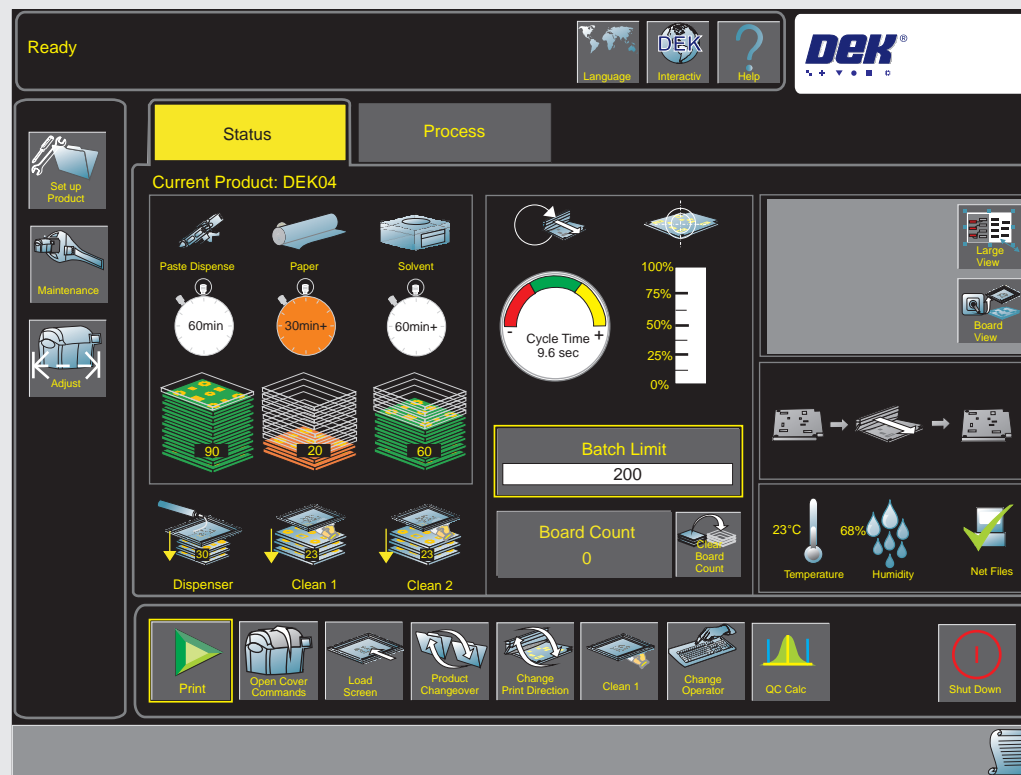 Ready
Language
DEK
Interactiv
Help
DEK®
Status
Process
Set up
Product
Maintenance
Adjust
Current Product: DEK04
Paste Dispense
Paper
Solvent
60min
30min+
60min+
90
20
60
30
Dispenser
23
Clean 1
23
Clean 2
Cycle Time
- +
9.6 sec
100%
75%
50%
25%
0%
Batch Limit
200
Board Count
0
Clear
Board
Count
Large
View
Board
View
23°C
Temperature
68%
Humidity
Net Files
Print
Open Cover
Commands
Load
Screen
Product
Changeover
Change
Print Direction
Clean 1
Change
Operator
QC Calc
Shut Down